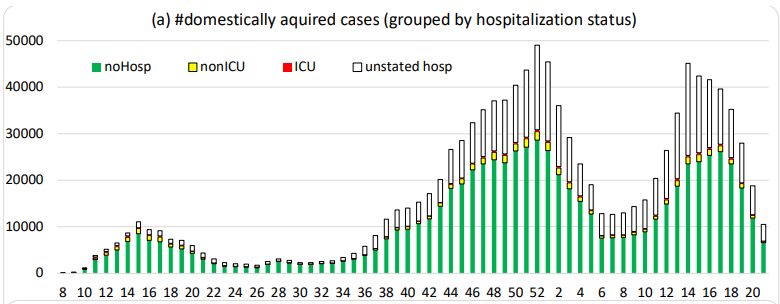 (a) #domestically aquired cases (grouped by hospitalization status)
50000
noHosp nonICU ICU unstated hosp
40000
30000
20000
10000
0
8 10 11 12 14 16 18 20 22 24 26 28 30 32 34 36 38 40 42 44 46 48 50 52 2 4 6 8 10 12 14 16 18 20